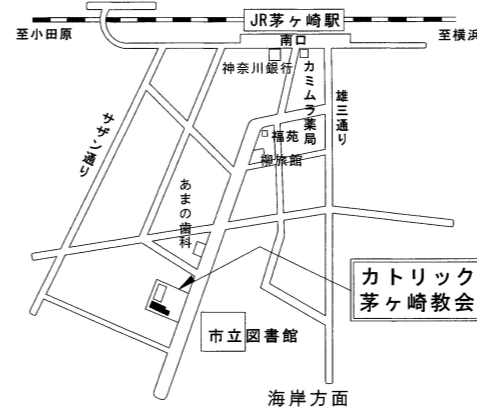 JR茅ヶ崎駅
至小田原
至横浜
南口
神奈川銀行
カミムラ薬局
雄三通り
サザン通り
福苑
柳旅館
あまの歯科
カトリック
茅ヶ崎教会
市立図書館
海岸方面